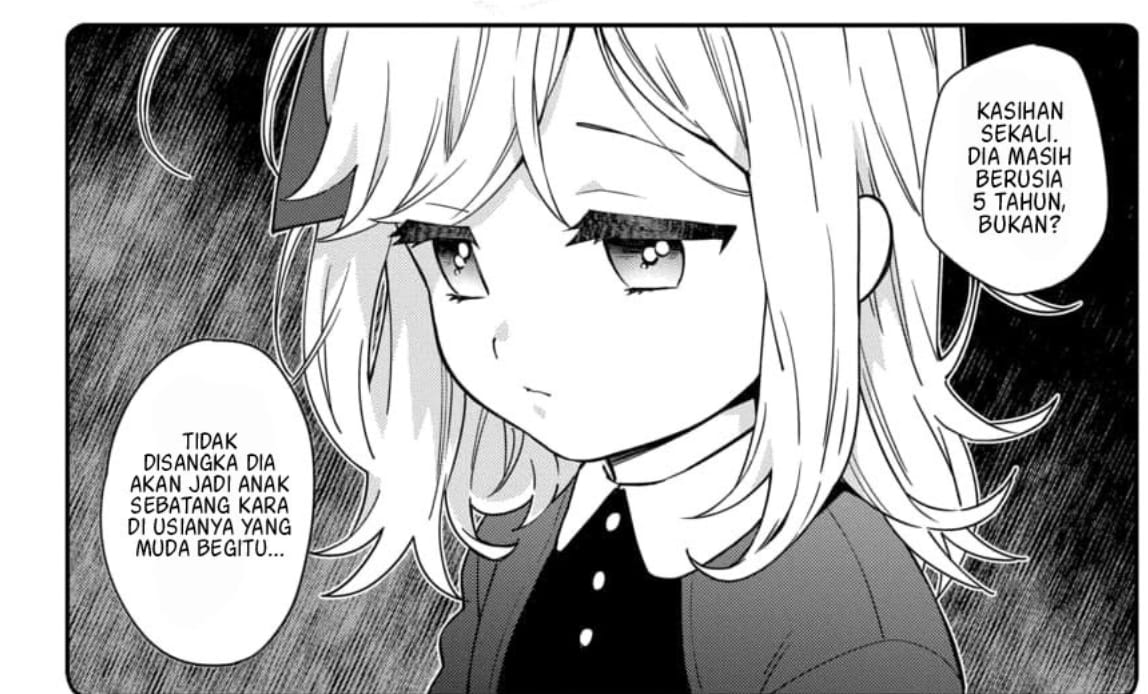 KASIHAN
SEKALI.
DIA MASIH
BERUSIA
5 TAHUN,
BUKAN?
TIDAK
DISANGKA DIA
AKAN JADI ANAK
SEBATANG KARA
DI USIANYA YANG
MUDA BEGITU...